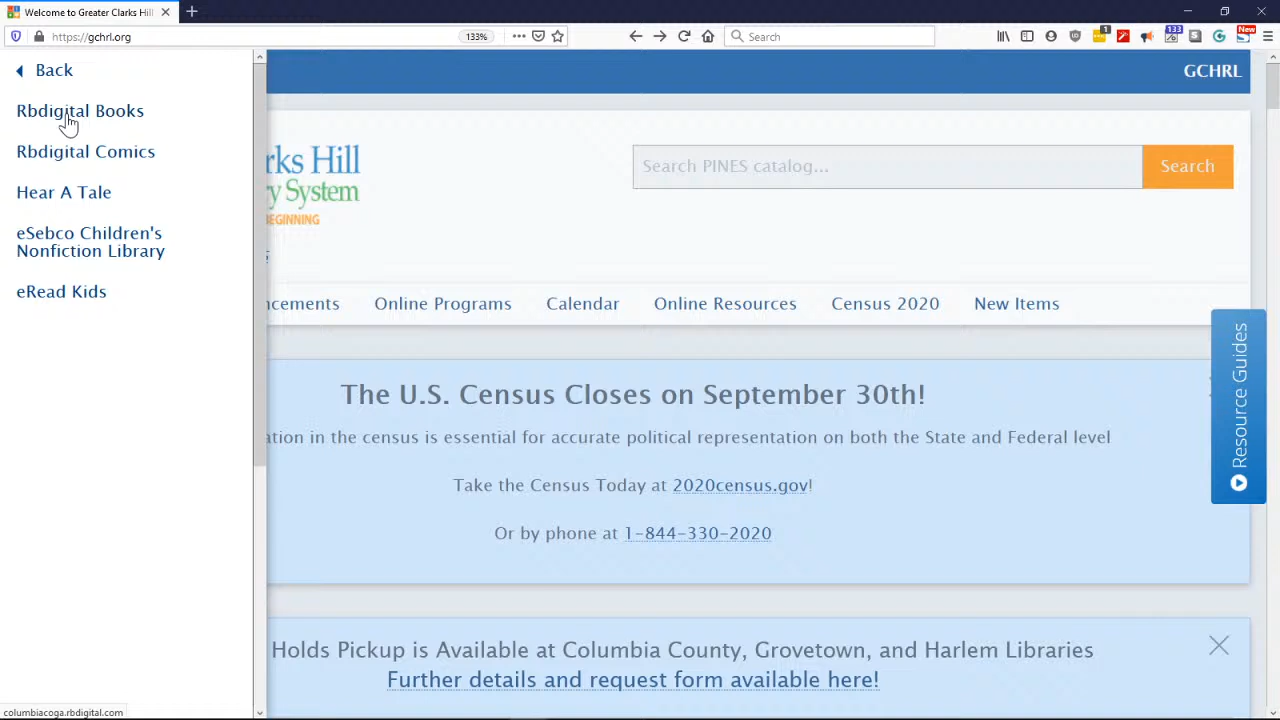 Welcome to Greater Clarks Hill
https://gchrl.org
133%
Search
1
133
New
Back
Rbdigital Books
Rbdigital Comics
Hear A Tale
eSebco Children's
Nonfiction Library
eRead Kids
GCHRL
rks Hill
ry System
BEGINNING
Search PINES catalog...
Search
ncements
Online Programs
Calendar
Online Resources
Census 2020
New Items
Resource Guides
The U.S. Census Closes on September 30th!
ation in the census is essential for accurate political representation on both the State and Federal level
Take the Census Today at 2020census.gov!
Or by phone at 1-844-330-2020
Holds Pickup is Available at Columbia County, Grovetown, and Harlem Libraries
Further details and request form available here!
columbiacoga.rbdigital.com